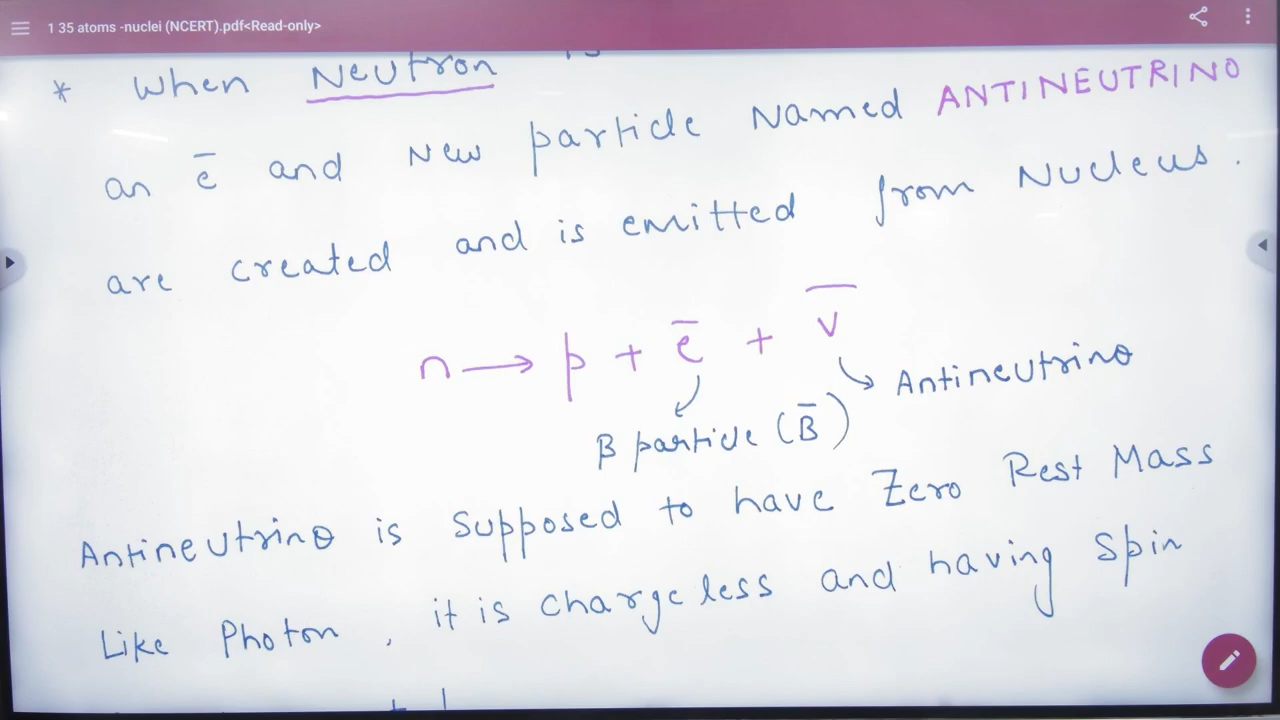 1 35 atoms -nuclei (NCERT).pdf<Read-only>
* When Neutron is
an e̅ and New particle Named ANTINEUTRINO
are created and is emitted from Nucleus.
n → p + e̅ + v̅
Antineutrino
β particle (β̅)
Antineutrino is supposed to have Zero Rest Mass
Like Photon, it is chargeless and having spin